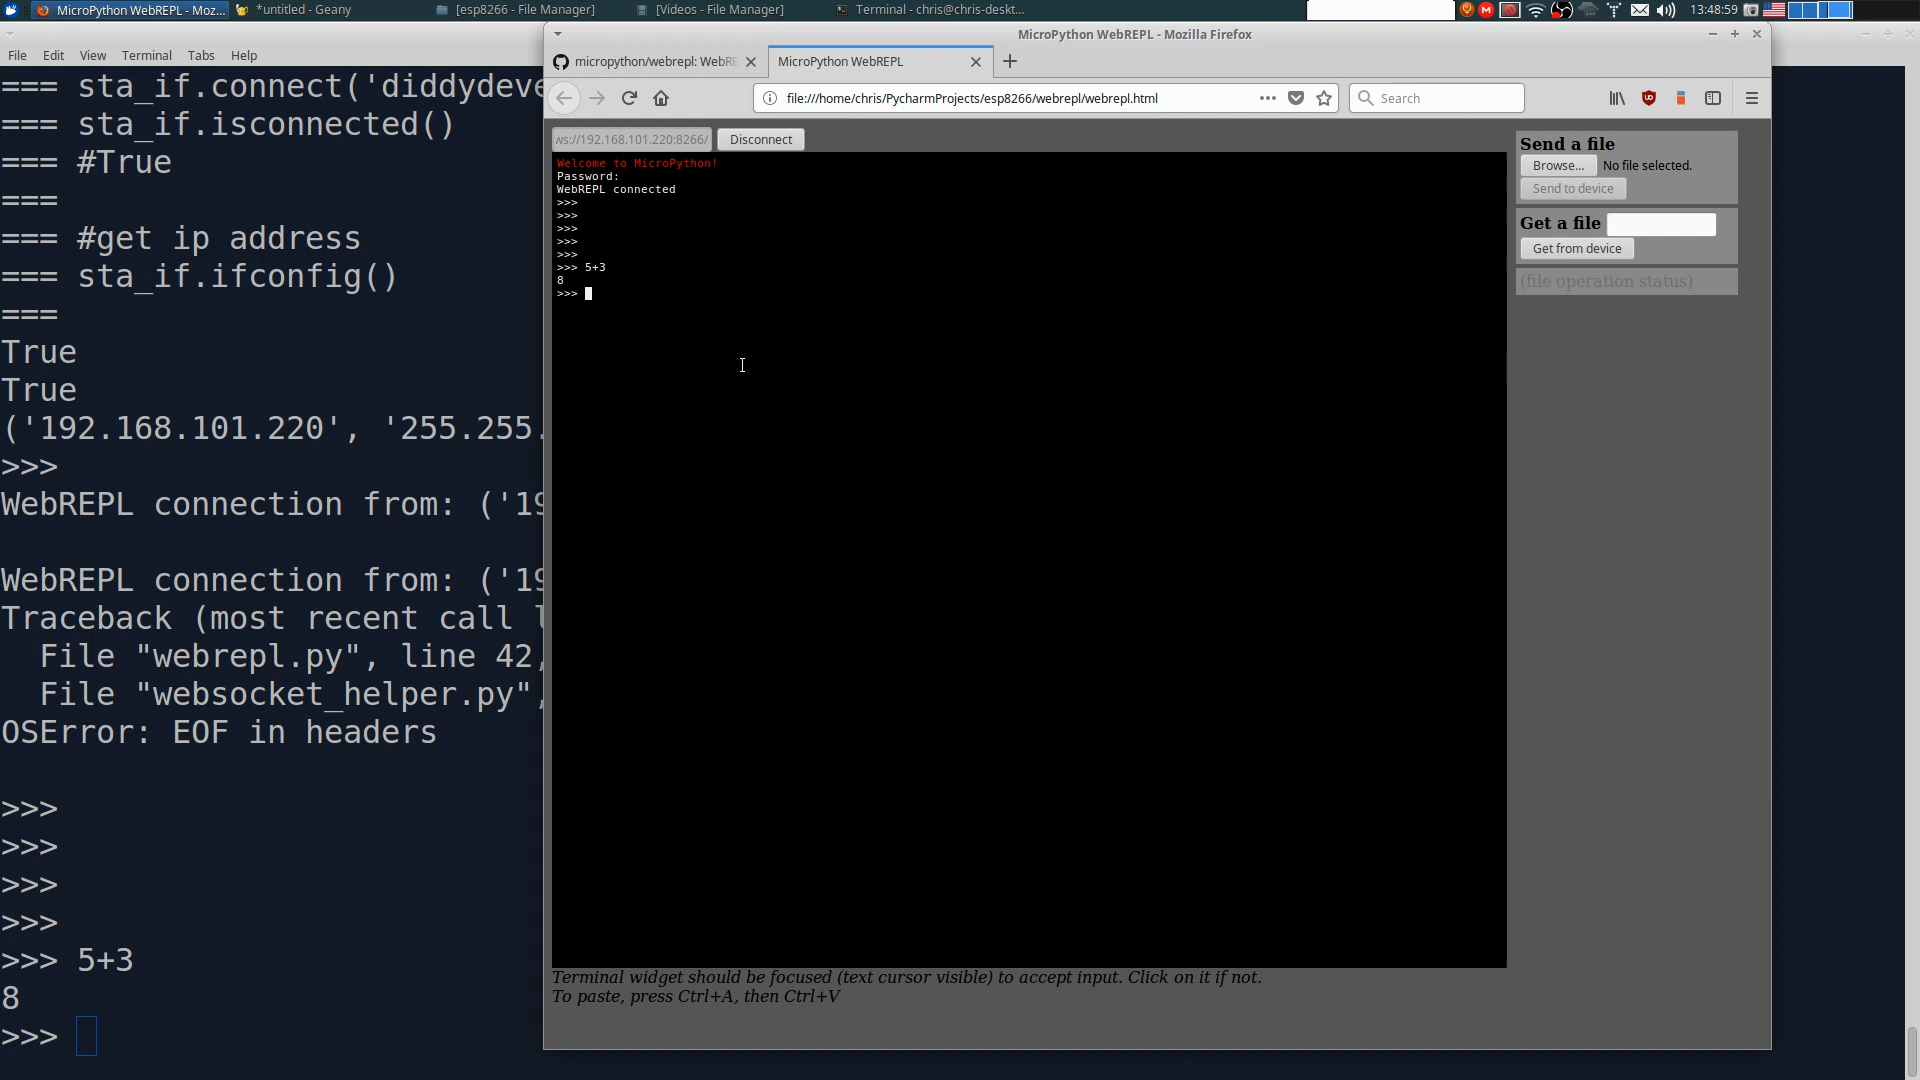 MicroPython WebREPL - Moz...
*untitled - Geany
[esp8266 - File Manager]
[Videos - File Manager]
Terminal - chris@chris-deskt...
13:48:59
File Edit View Terminal Tabs Help
=== sta_if.connect('diddydeve
=== sta_if.isconnected()
=== #True
===
=== #get ip address
=== sta_if.ifconfig()
===
True
True
('192.168.101.220', '255.255.
>>>
WebREPL connection from: ('19
WebREPL connection from: ('19
Traceback (most recent call l
File "webrepl.py", line 42,
File "websocket_helper.py",
OSError: EOF in headers
>>>
>>>
>>>
>>>
>>> 5+3
8
>>>
MicroPython WebREPL - Mozilla Firefox
micropython/webrepl: WebRE
MicroPython WebREPL
file:///home/chris/PycharmProjects/esp8266/webrepl/webrepl.html
Search
ws://192.168.101.220:8266/
Disconnect
Welcome to MicroPython!
Password:
WebREPL connected
>>>
>>>
>>>
>>>
>>>
>>> 5+3
8
>>>
Terminal widget should be focused (text cursor visible) to accept input. Click on it if not.
To paste, press Ctrl+A, then Ctrl+V
Send a file
Browse... No file selected.
Send to device
Get a file
Get from device
(file operation status)